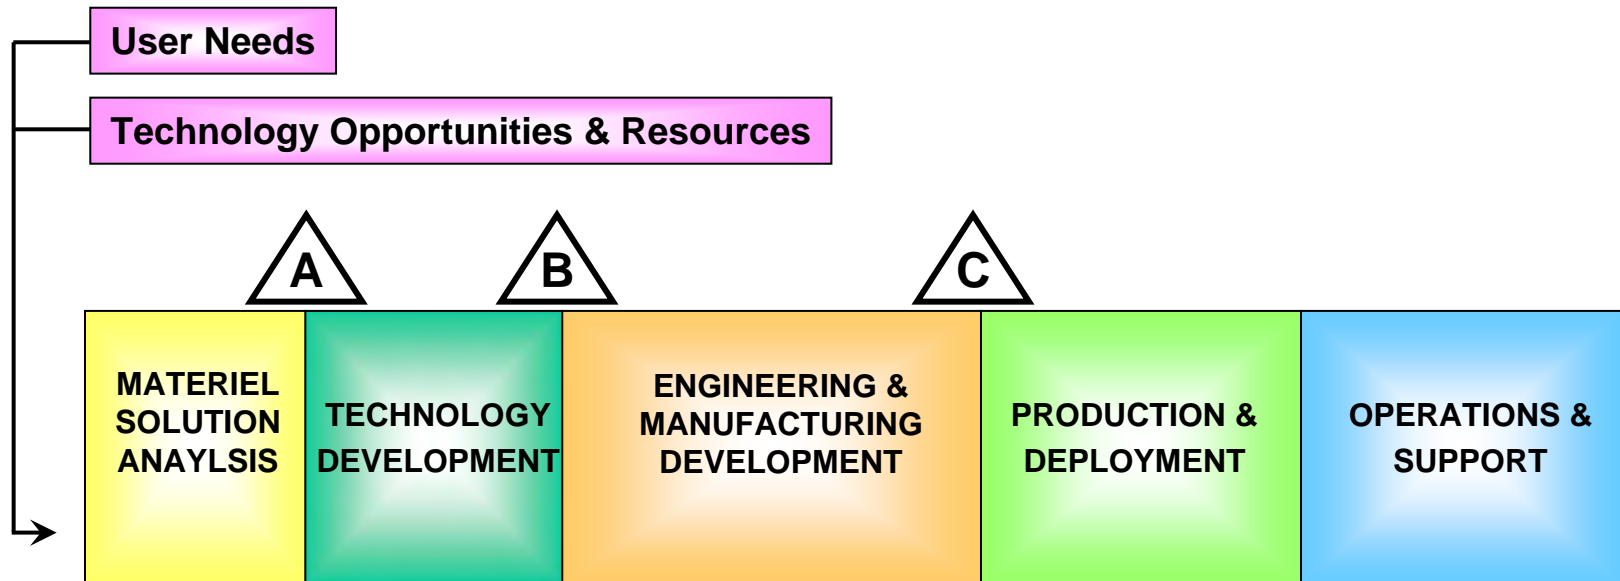 User Needs
Technology Opportunities & Resources
A
B
C
MATERIEL
SOLUTION
ANAYLSIS
TECHNOLOGY
DEVELOPMENT
ENGINEERING &
MANUFACTURING
DEVELOPMENT
PRODUCTION &
DEPLOYMENT
OPERATIONS &
SUPPORT